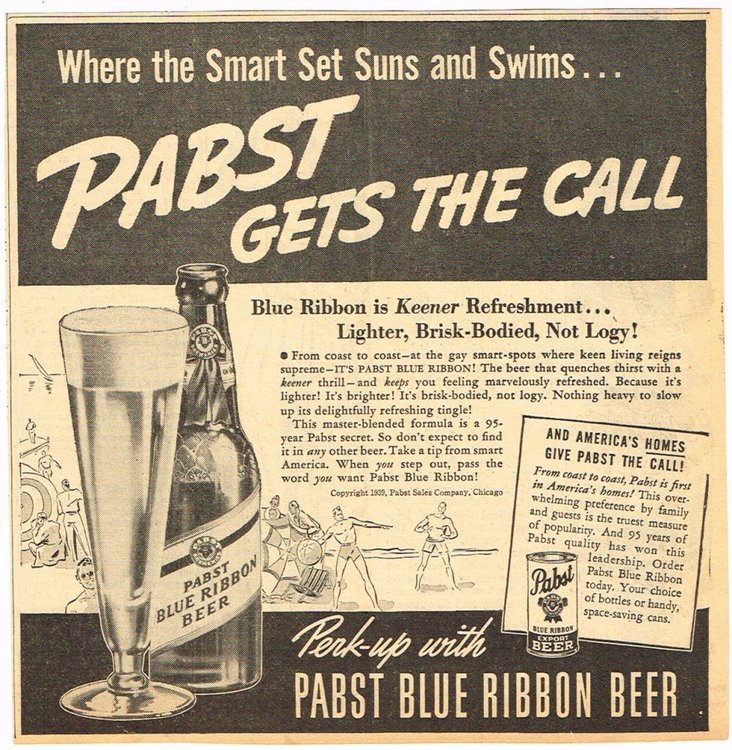 Where the Smart Set Suns and Swims...
PABST
GETS THE CALL
Blue Ribbon is Keener Refreshment...
Lighter, Brisk-Bodied, Not Logy!
● From coast to coast—at the gay smart-spots where keen living reigns
supreme—IT'S PABST BLUE RIBBON! The beer that quenches thirst with a
keener thrill—and keeps you feeling marvelously refreshed. Because it's
lighter! It's brighter! It's brisk-bodied, not logy. Nothing heavy to slow
up its delightfully refreshing tingle!
This master-blended formula is a 95-
year Pabst secret. So don't expect to find
it in any other beer. Take a tip from smart
America. When you step out, pass the
word you want Pabst Blue Ribbon!
Copyright 1939, Pabst Sales Company, Chicago
AND AMERICA'S HOMES
GIVE PABST THE CALL!
From coast to coast, Pabst is first
in America's homes! This over-
whelming preference by family
and guests is the truest measure
of popularity. And 95 years of
Pabst quality has won this
leadership. Order
Pabst Blue Ribbon
today. Your choice
of bottles or handy,
space-saving cans.
Pabst
BLUE RIBBON
EXPORT
BEER
PABST
BLUE RIBBON
BEER
Perk-up with
PABST BLUE RIBBON BEER